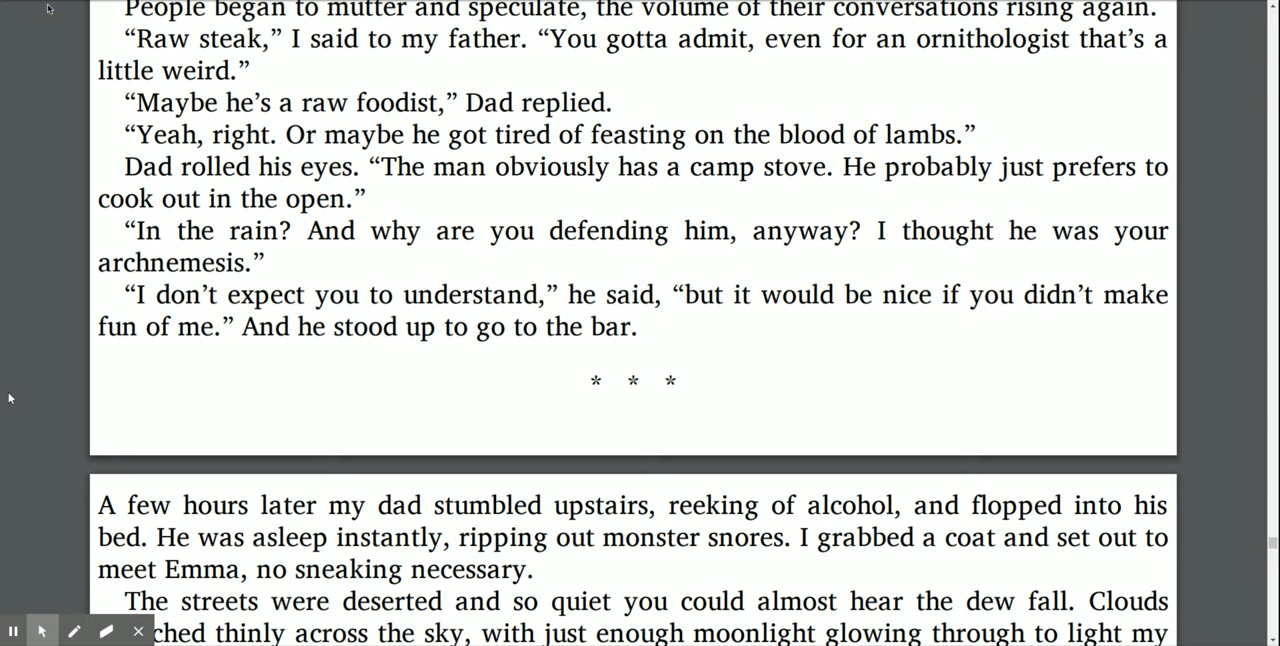 People began to mutter and speculate, the volume of their conversations rising again.
“Raw steak,” I said to my father. “You gotta admit, even for an ornithologist that’s a
little weird.”
“Maybe he’s a raw foodist,” Dad replied.
“Yeah, right. Or maybe he got tired of feasting on the blood of lambs.”
Dad rolled his eyes. “The man obviously has a camp stove. He probably just prefers to
cook out in the open.”
“In the rain? And why are you defending him, anyway? I thought he was your
archnemesis.”
“I don’t expect you to understand,” he said, “but it would be nice if you didn’t make
fun of me.” And he stood up to go to the bar.
* * *
A few hours later my dad stumbled upstairs, reeking of alcohol, and flopped into his
bed. He was asleep instantly, ripping out monster snores. I grabbed a coat and set out to
meet Emma, no sneaking necessary.
The streets were deserted and so quiet you could almost hear the dew fall. Clouds
ched thinly across the sky, with just enough moonlight glowing through to light my